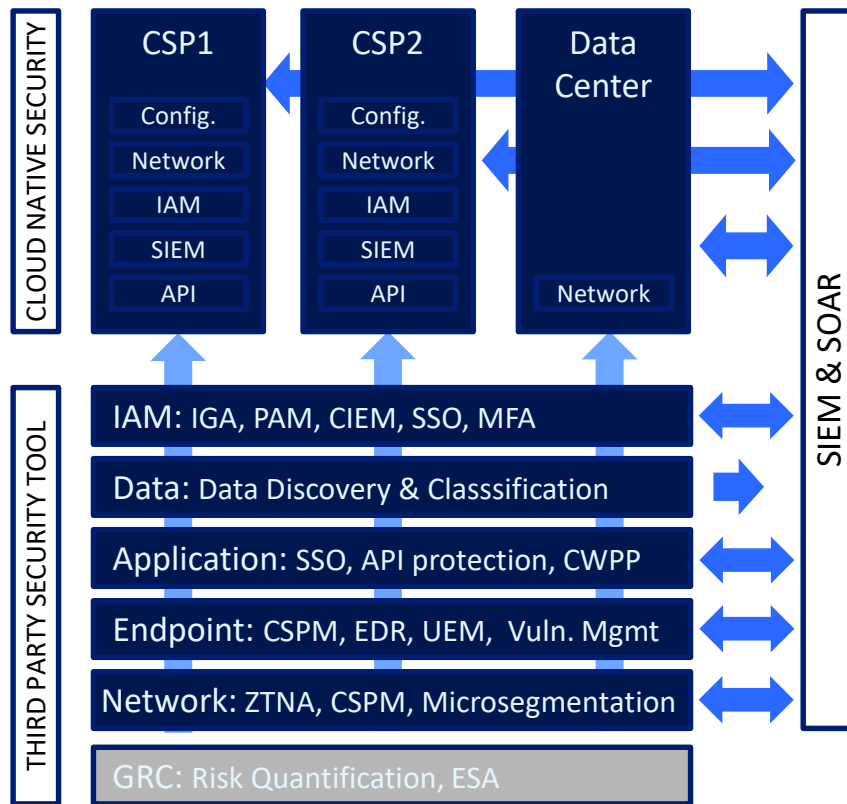 CLOUD NATIVE SECURITY
CSP1
Config.
Network
IAM
SIEM
API
CSP2
Config.
Network
IAM
SIEM
API
Data
Center
Network
SIEM & SOAR
THIRD PARTY SECURITY TOOL
IAM: IGA, PAM, CIEM, SSO, MFA
Data: Data Discovery & Classsification
Application: SSO, API protection, CWPP
Endpoint: CSPM, EDR, UEM, Vuln. Mgmt
Network: ZTNA, CSPM, Microsegmentation
GRC: Risk Quantification, ESA